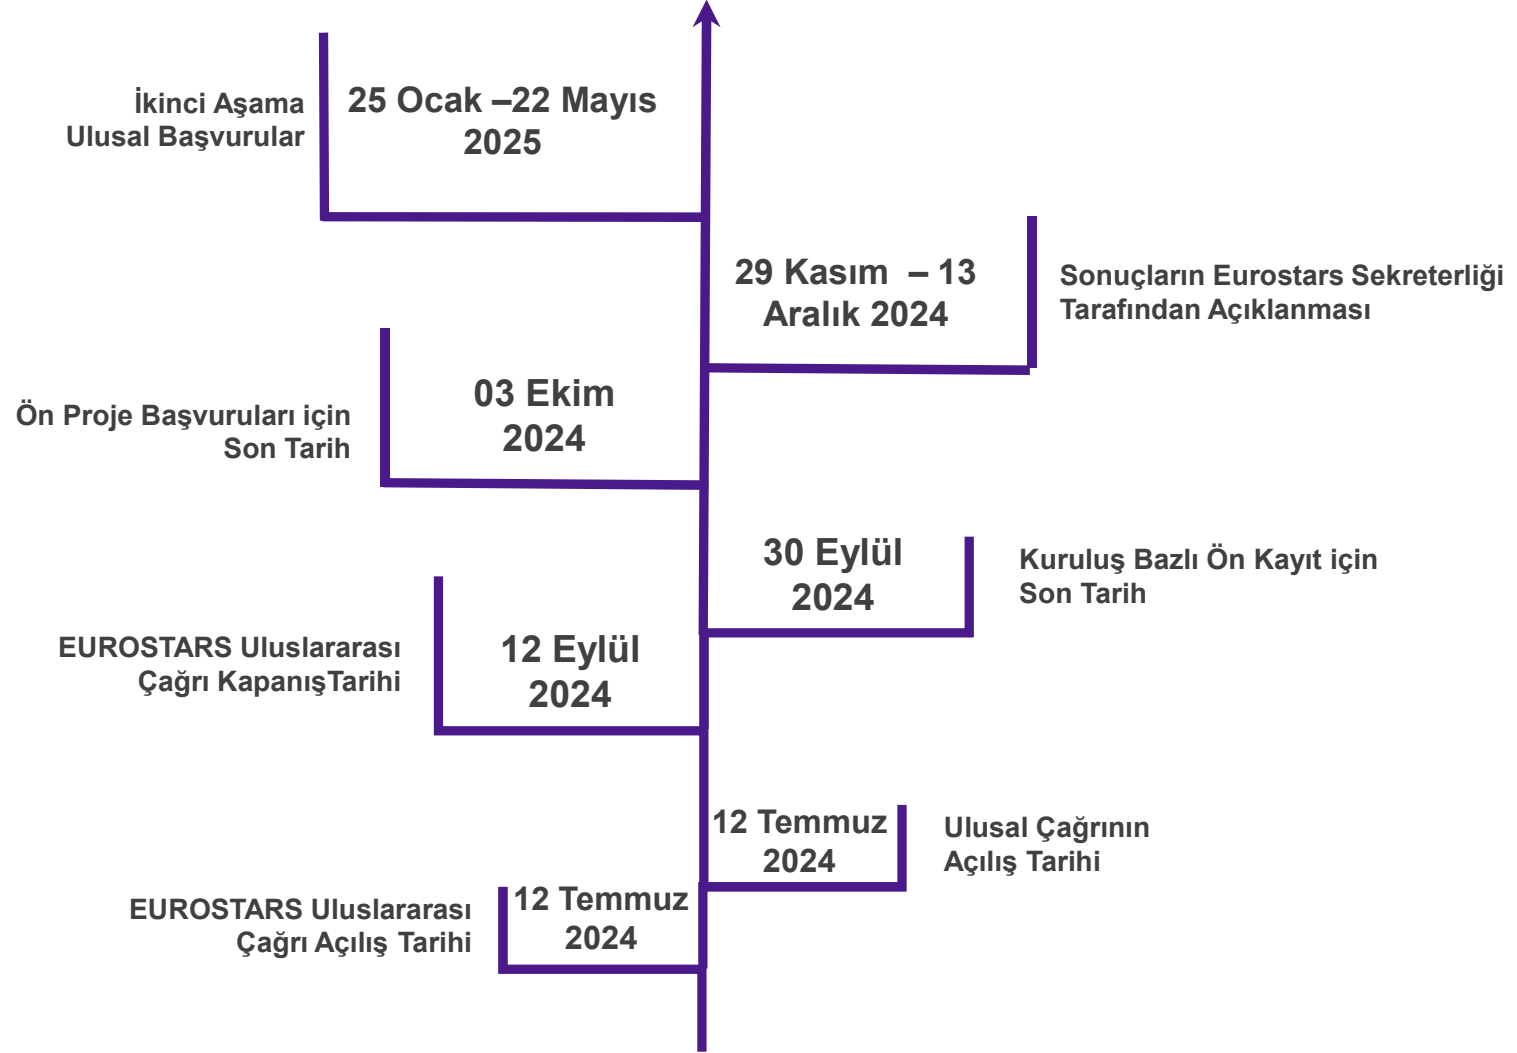 İkinci Aşama
Ulusal Başvurular
25 Ocak –22 Mayıs
2025
29 Kasım – 13
Aralık 2024
Sonuçların Eurostars Sekreterliği
Tarafından Açıklanması
Ön Proje Başvuruları için
Son Tarih
03 Ekim
2024
30 Eylül
2024
Kuruluş Bazlı Ön Kayıt için
Son Tarih
EUROSTARS Uluslararası
Çağrı KapanışTarihi
12 Eylül
2024
12 Temmuz
2024
Ulusal Çağrının
Açılış Tarihi
EUROSTARS Uluslararası
Çağrı Açılış Tarihi
12 Temmuz
2024